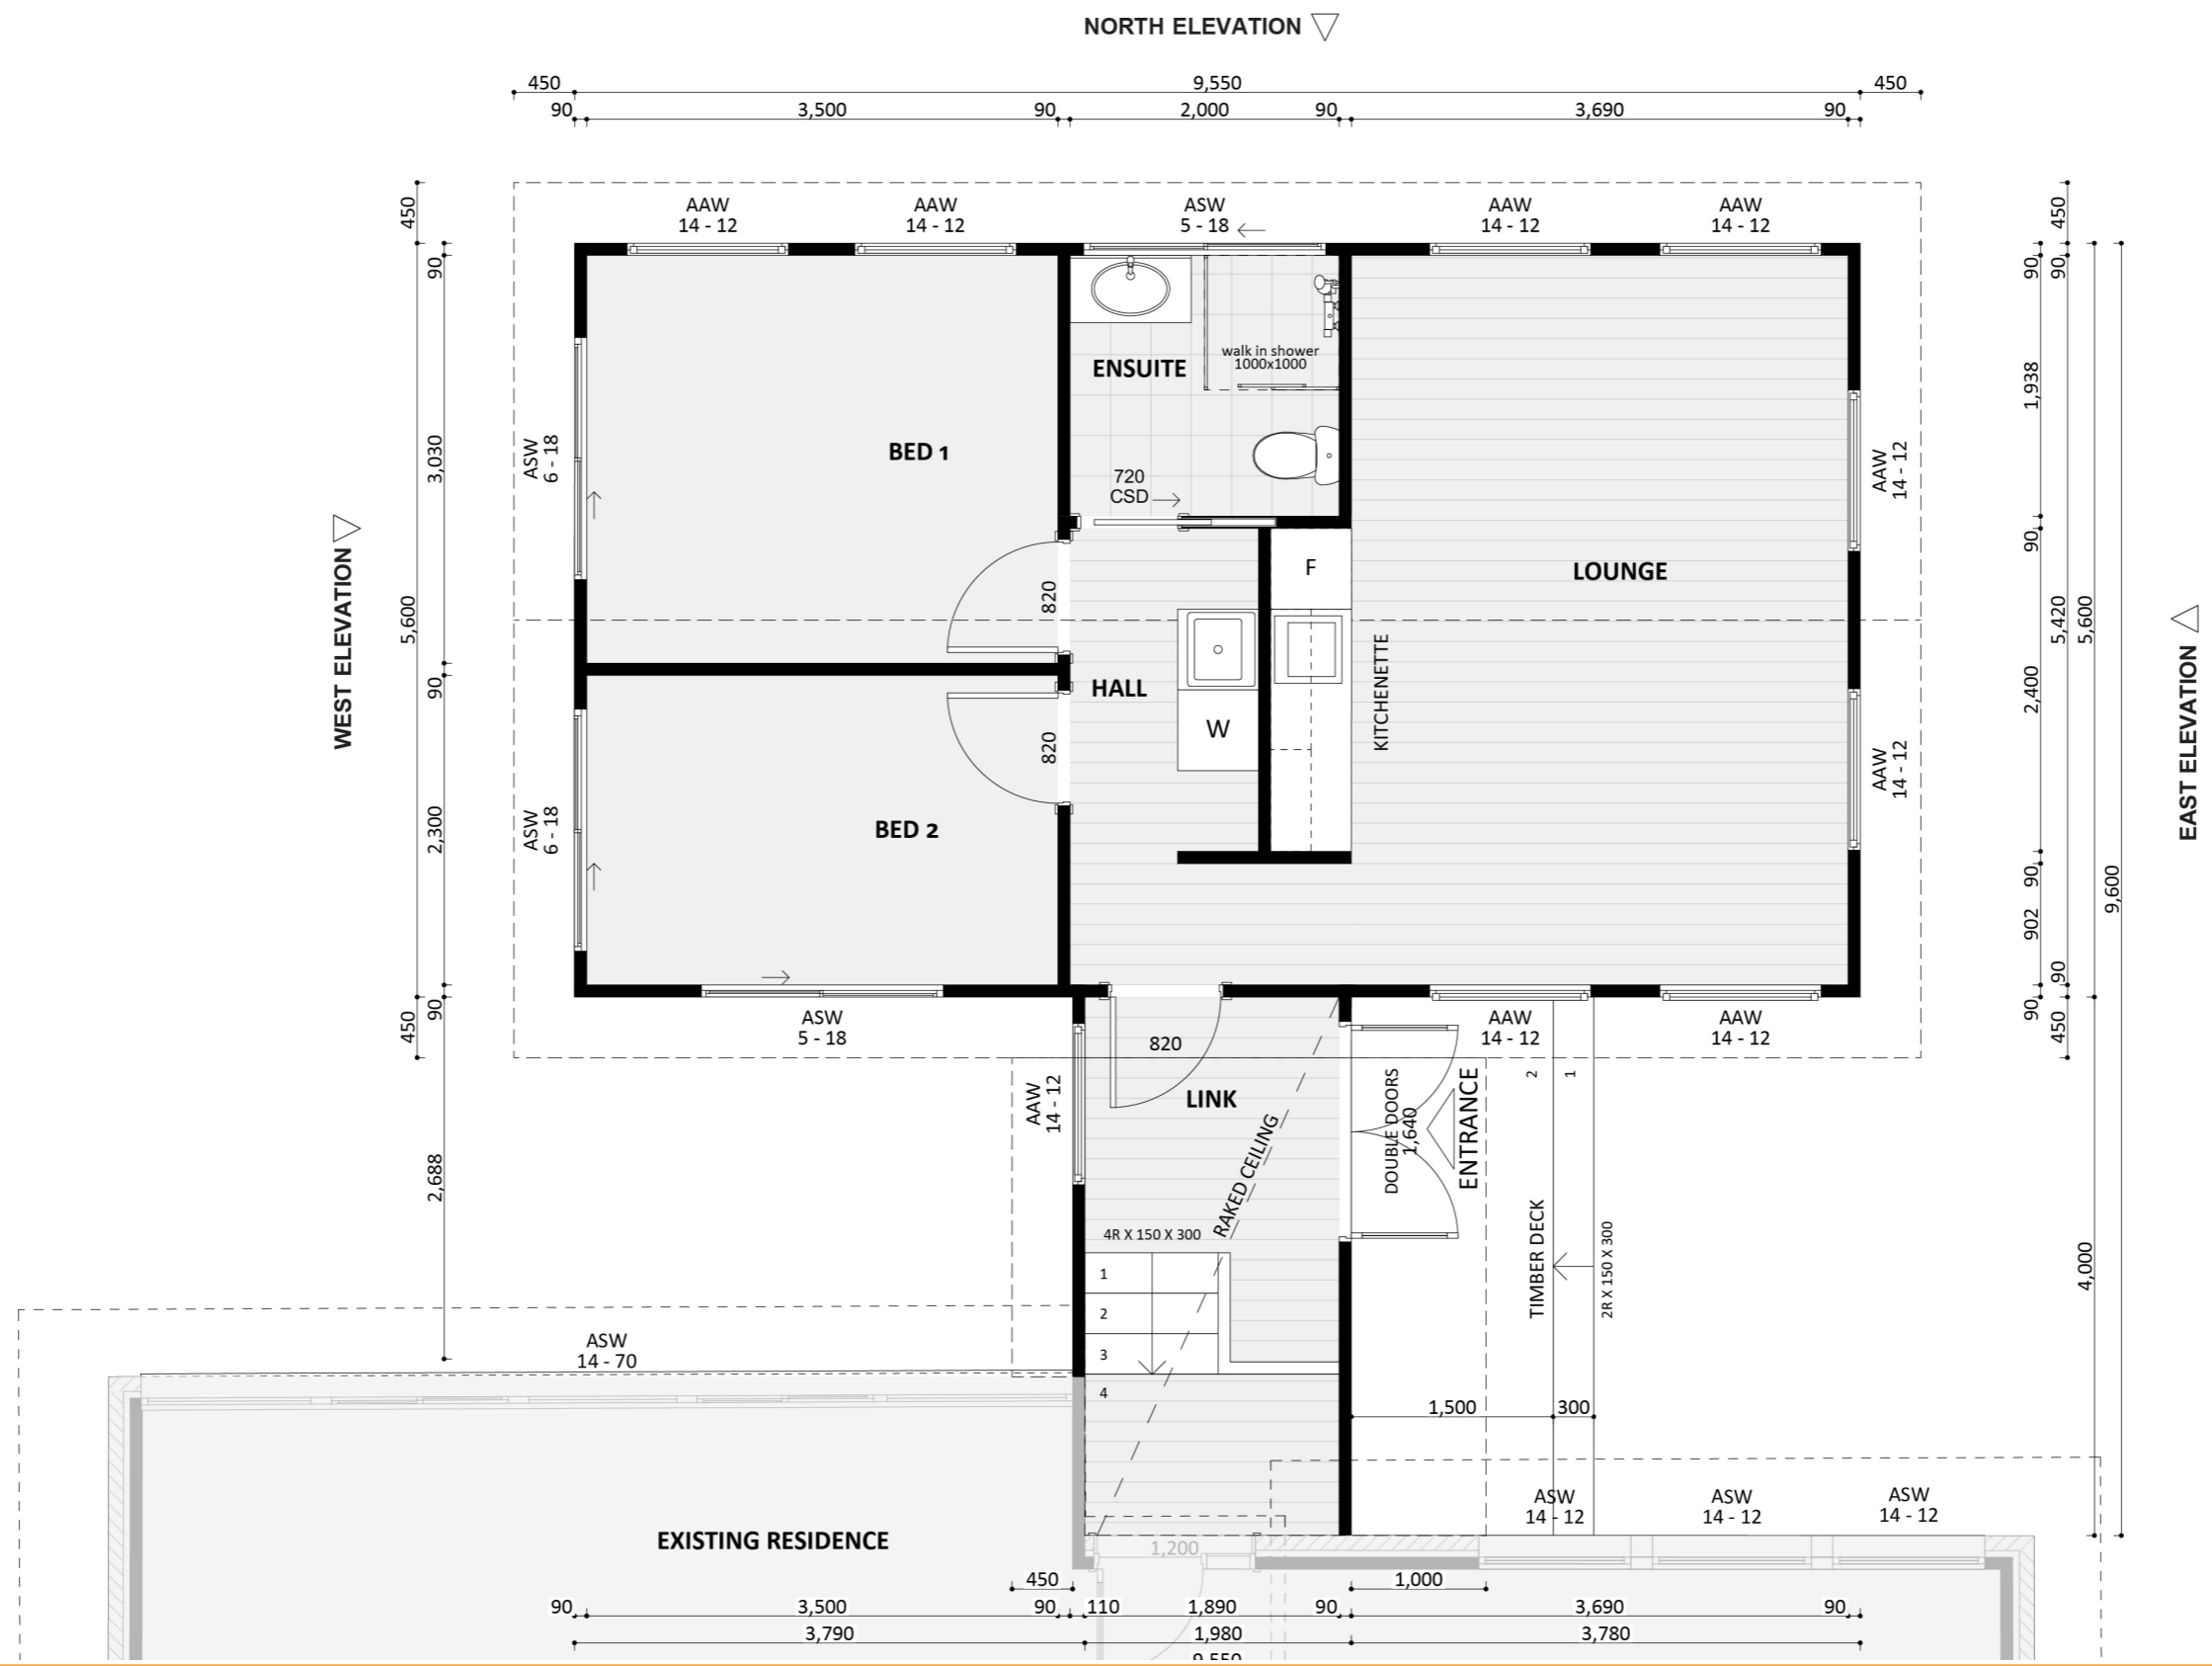 NORTH ELEVATION
450 9,550 450
90 3,500 90 2,000 90 3,690 90
AAW
14 - 12
AAW
14 - 12
ASW
5 - 18
AAW
14 - 12
AAW
14 - 12
450
90
3,030
5,600
90
2,300
90
450
2,688
WEST ELEVATION
ASW
6 - 18
ASW
6 - 18
BED 1
BED 2
820
820
ENSUITE
walk in shower
1000x1000
720
CSD
HALL
F
W
KITCHENETTE
LOUNGE
AAW
14 - 12
AAW
14 - 12
450
90
90
1,938
90
5,420
5,600
2,400
90
902
90
90
450
9,600
4,000
EAST ELEVATION
ASW
5 - 18
AAW
14 - 12
AAW
14 - 12
820
LINK
AAW
14 - 12
RAKED CEILING
DOUBLE DOORS
1,640
ENTRANCE
2
1
4R X 150 X 300
1
2
3
4
TIMBER DECK
2R X 150 X 300
1,500 300
ASW
14 - 70
ASW
14 - 12
ASW
14 - 12
ASW
14 - 12
EXISTING RESIDENCE
1,200
450 1,000
90 3,500 90 110 1,890 90 3,690 90
3,790 1,980 3,780
9,550